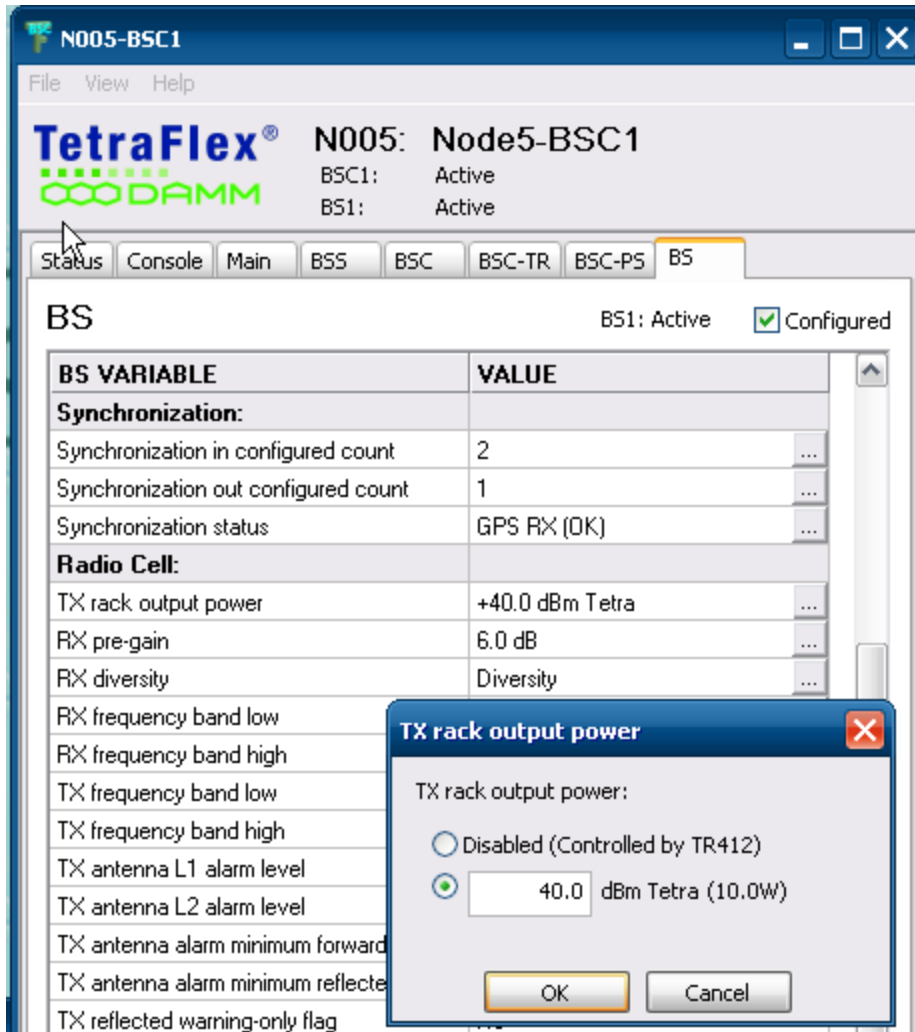 N005-BSC1
File View Help
TetraFlex®
DAMM
N005: Node5-BSC1
BSC1: Active
BS1: Active
Status Console Main BSS BSC BSC-TR BSC-PS BS
BS BS1: Active Configured
BS VARIABLE VALUE
Synchronization:
Synchronization in configured count 2 ...
Synchronization out configured count 1 ...
Synchronization status GPS RX (OK) ...
Radio Cell:
TX rack output power +40.0 dBm Tetra ...
RX pre-gain 6.0 dB ...
RX diversity Diversity ...
RX frequency band low
RX frequency band high
TX frequency band low
TX frequency band high
TX antenna L1 alarm level
TX antenna L2 alarm level
TX antenna alarm minimum forward
TX antenna alarm minimum reflecte
TX reflected warning-only flag
TX rack output power
TX rack output power:
Disabled (Controlled by TR412)
40.0 dBm Tetra (10.0W)
OK Cancel